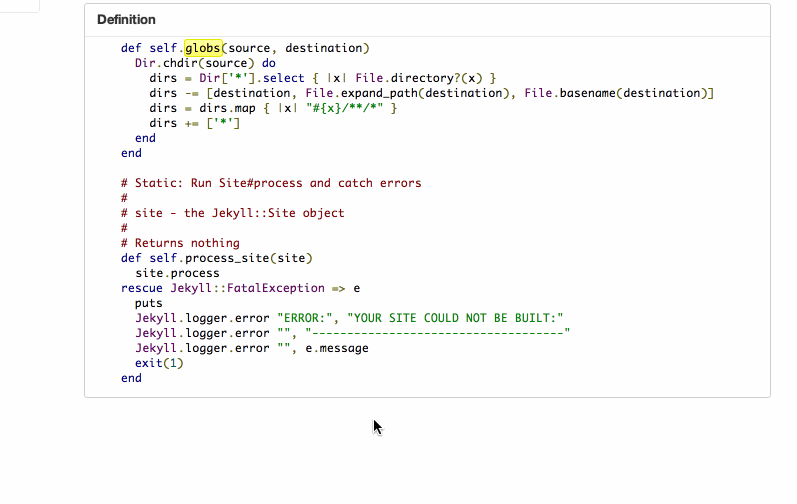 Definition
def self.globs(source, destination)
  Dir.chdir(source) do
    dirs = Dir['*'].select { |x| File.directory?(x) }
    dirs -= [destination, File.expand_path(destination), File.basename(destination)]
    dirs = dirs.map { |x| "#{x}/**/*" }
    dirs += ['*']
  end
end
# Static: Run Site#process and catch errors
#
# site - the Jekyll::Site object
#
# Returns nothing
def self.process_site(site)
  site.process
rescue Jekyll::FatalException => e
  puts
  Jekyll.logger.error "ERROR:", "YOUR SITE COULD NOT BE BUILT:"
  Jekyll.logger.error "", "------------------------------------"
  Jekyll.logger.error "", e.message
  exit(1)
end